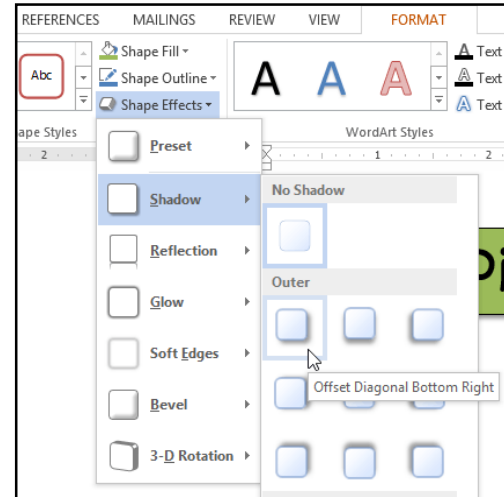 REFERENCES MAILINGS REVIEW VIEW FORMAT
Abc Shape Fill A A A A Text
Shape Outline A Text
Shape Effects A Text
ape Styles WordArt Styles
2 1 2
Preset
Shadow
Reflection
Glow
Soft Edges
Bevel
3-D Rotation
No Shadow
Outer
Offset Diagonal Bottom Right